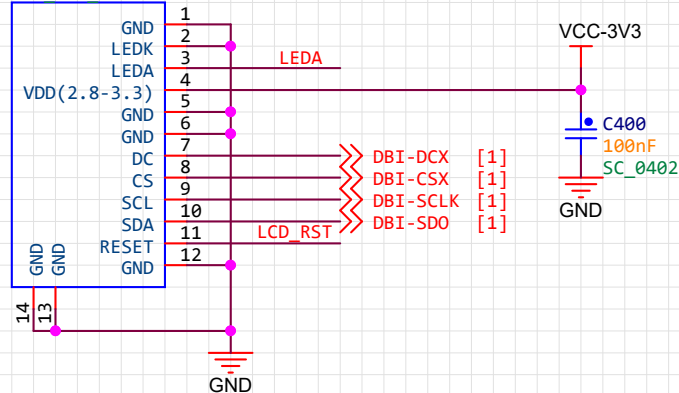 1
GND
VCC-3V3
2
LEDK
3
LEDA
LEDA
4
VDD(2.8-3.3)
5
GND
C400
6
GND
100nF
7
DC
DBI-DCX [1]
SC_0402
8
CS
DBI-CSX [1]
9
SCL
DBI-SCLK [1]
GND
10
SDA
DBI-SDO [1]
11
RESET
LCD_RST
12
GND
GND
GND
14
13
GND